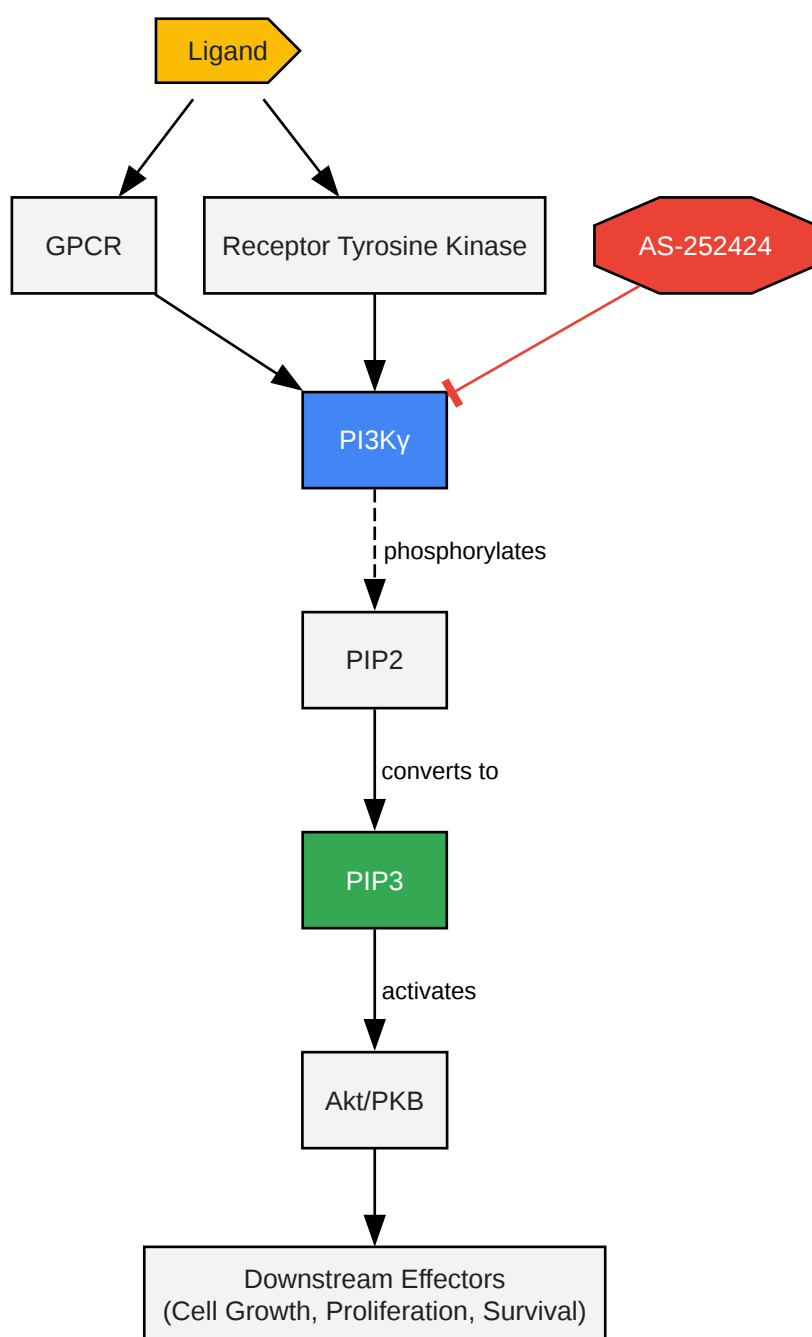 Ligand
GPCR
Receptor Tyrosine Kinase
AS-252424
PI3Kγ
phosphorylates
PIP2
converts to
PIP3
activates
Akt/PKB
Downstream Effectors
(Cell Growth, Proliferation, Survival)